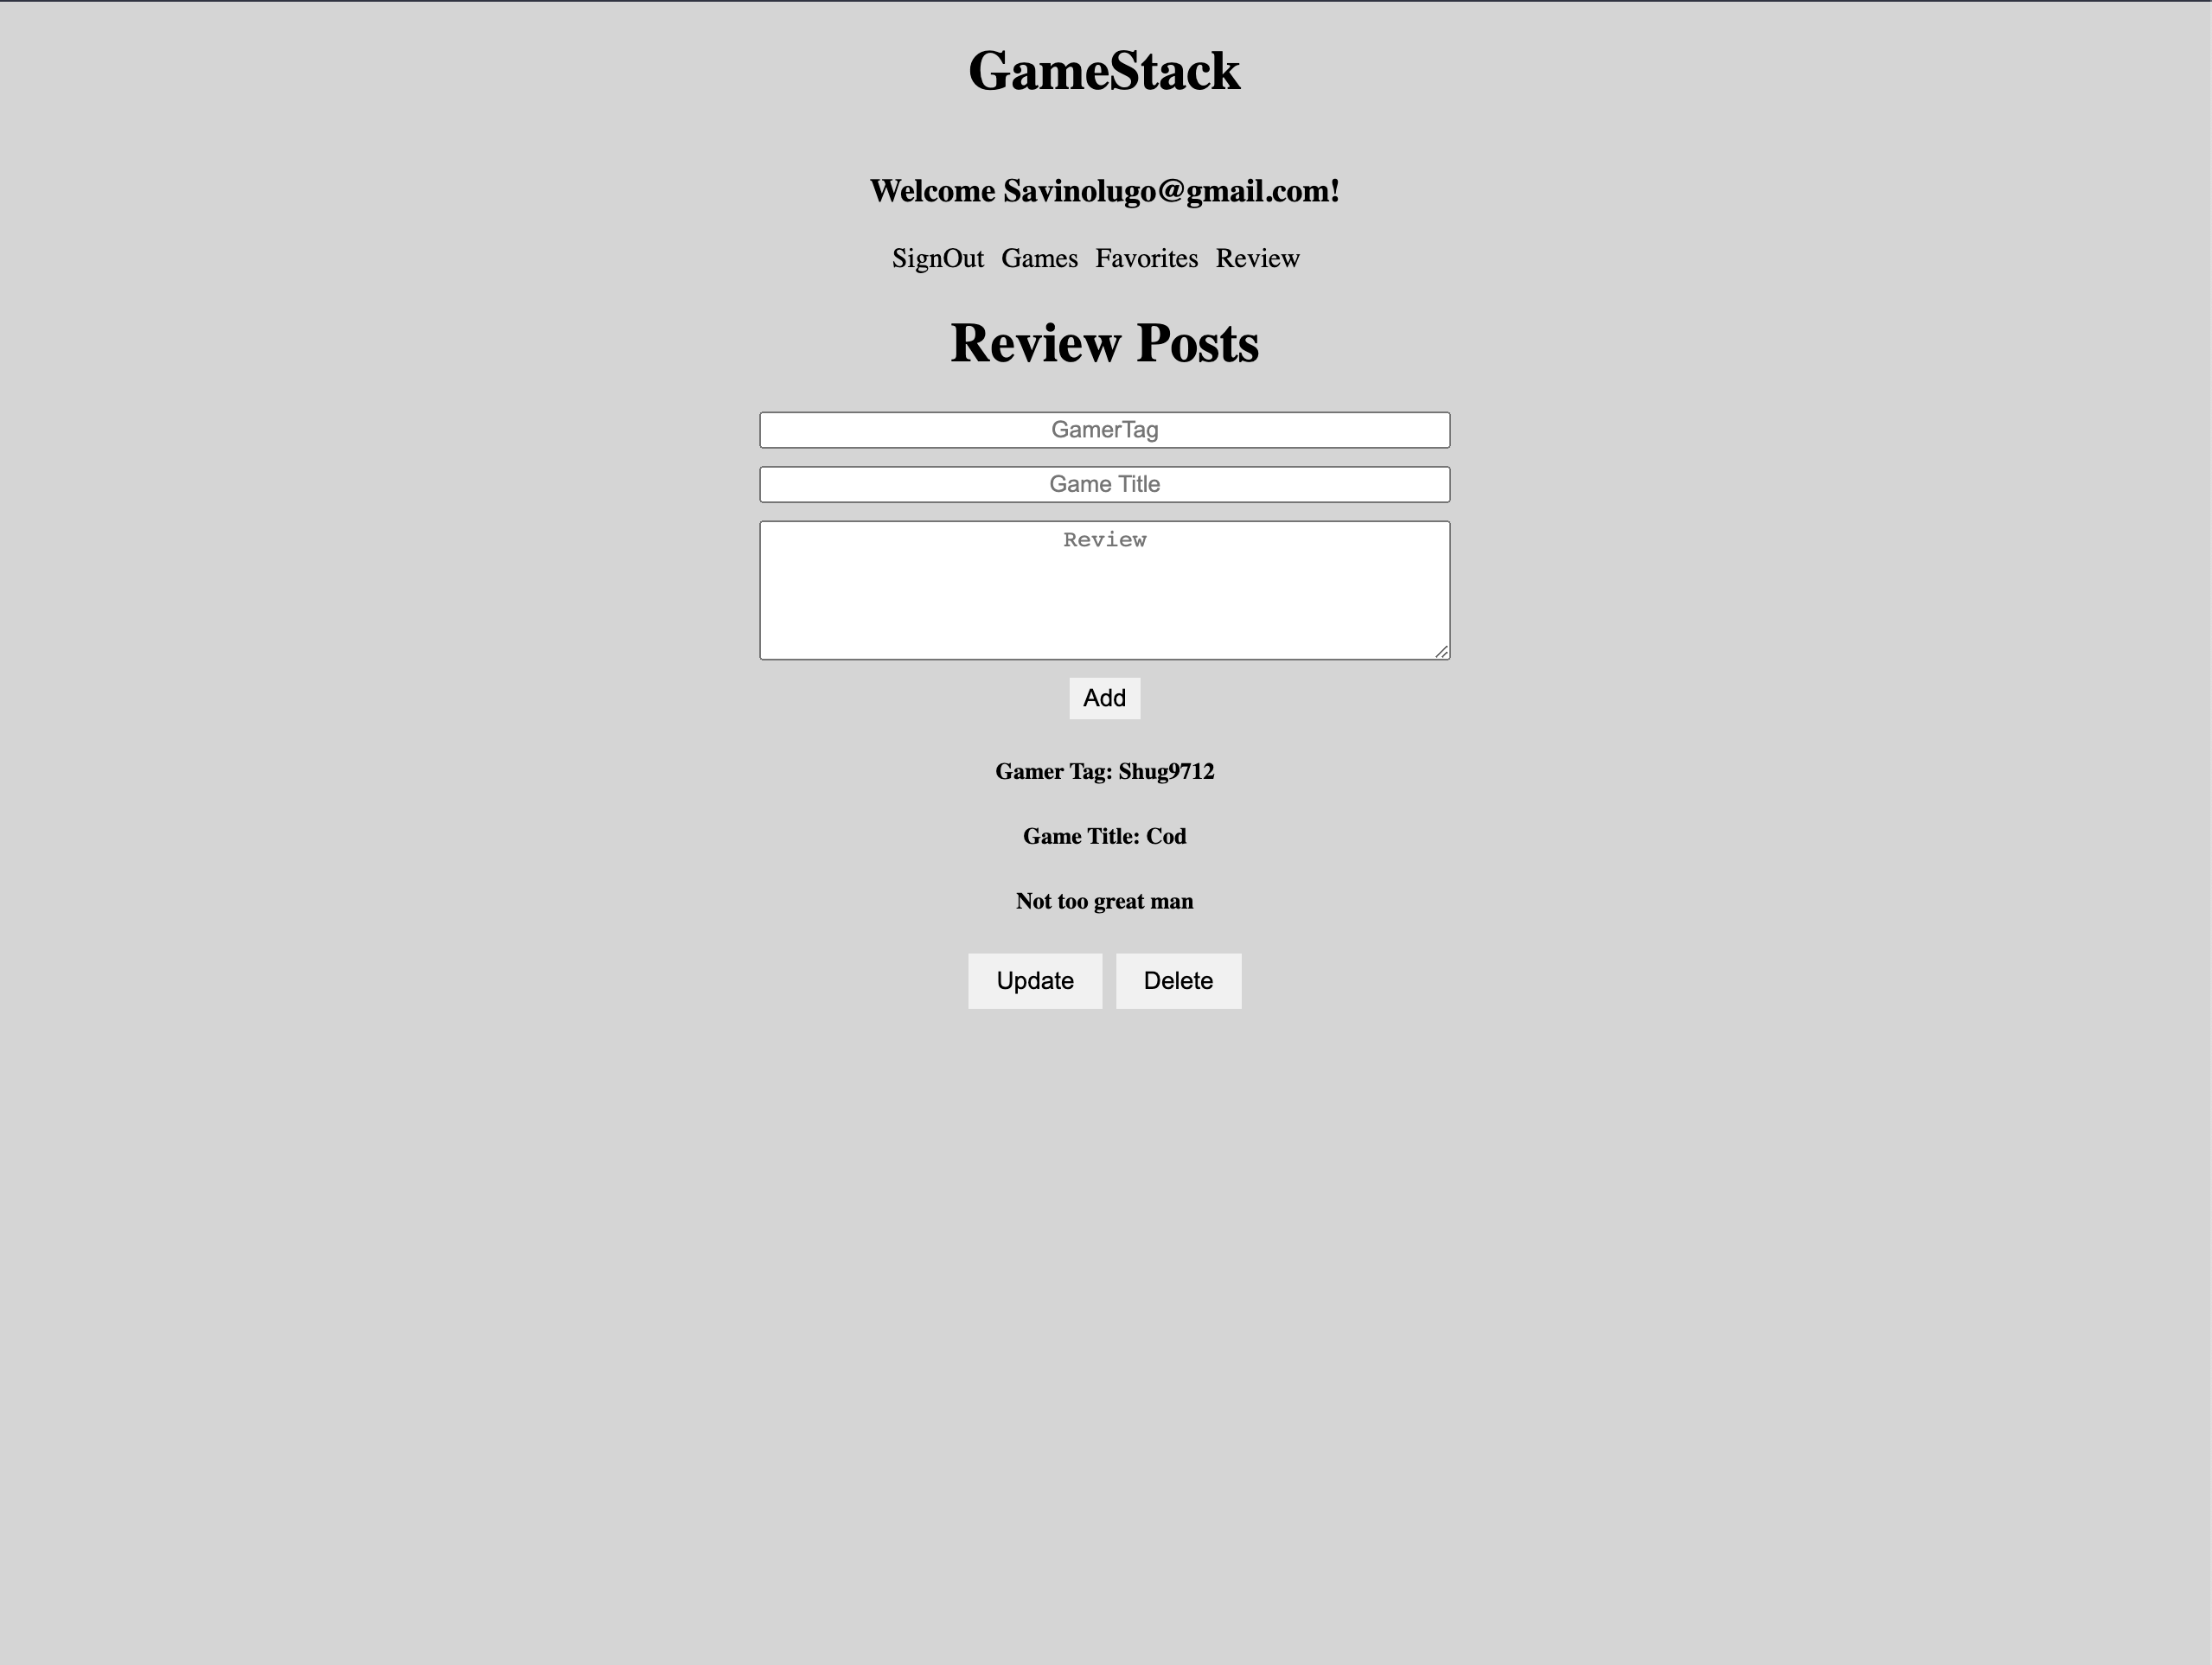 GameStack
Welcome Savinolugo@gmail.com!
SignOut Games Favorites Review
Review Posts
GamerTag
Game Title
Review
Add
Gamer Tag: Shug9712
Game Title: Cod
Not too great man
Update Delete